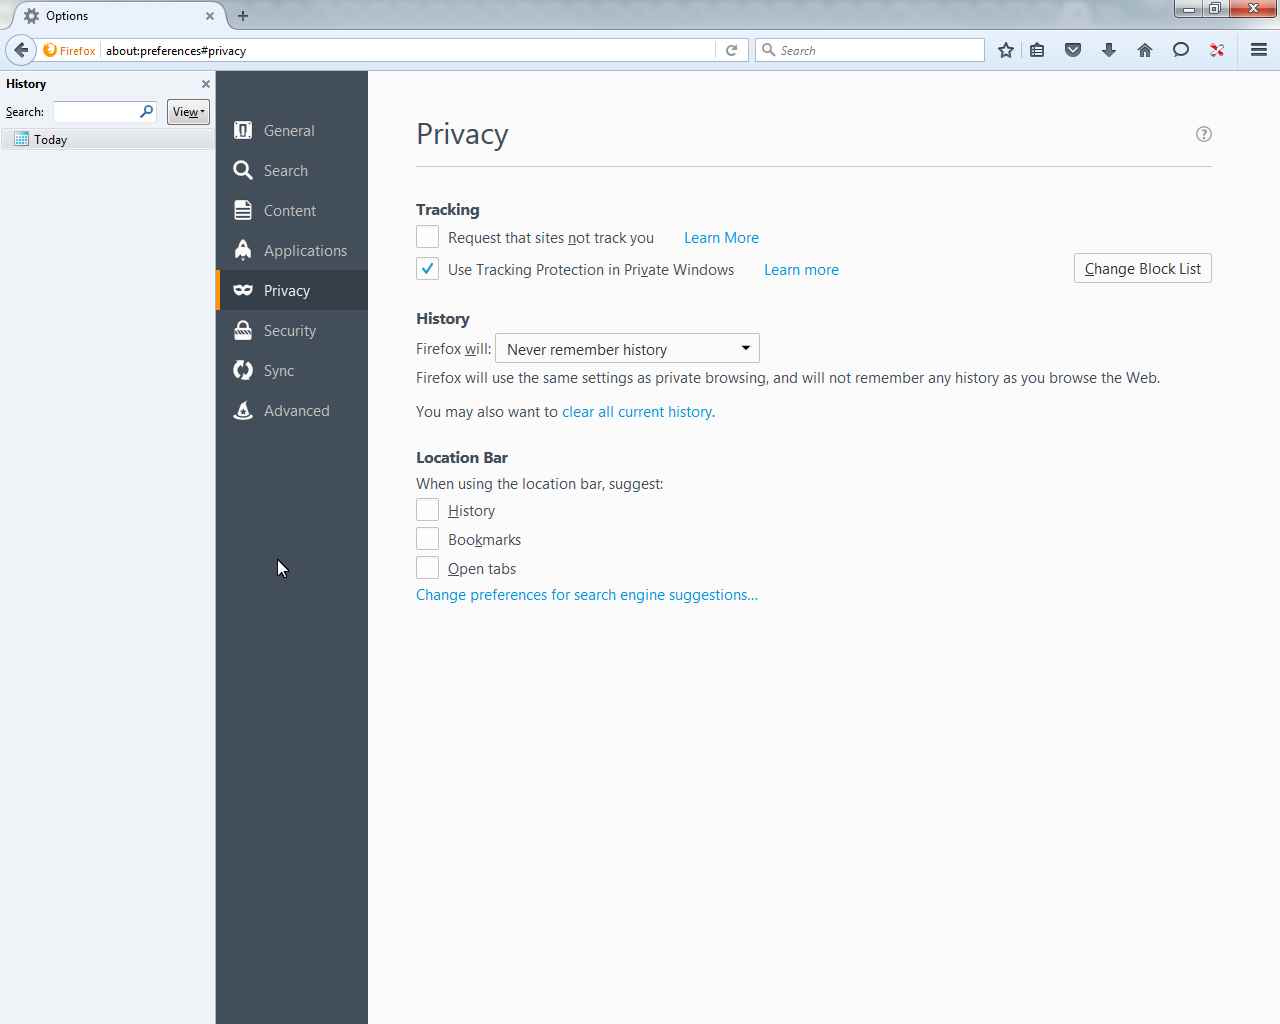 Options
Firefox about:preferences#privacy Search
History
Search: View
Today
General
Search
Content
Applications
Privacy
Security
Sync
Advanced
Privacy
Tracking
Request that sites not track you Learn More
Use Tracking Protection in Private Windows Learn more Change Block List
History
Firefox will: Never remember history
Firefox will use the same settings as private browsing, and will not remember any history as you browse the Web.
You may also want to clear all current history.
Location Bar
When using the location bar, suggest:
History
Bookmarks
Open tabs
Change preferences for search engine suggestions...